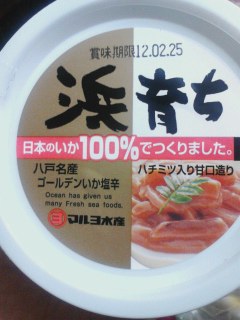 賞味期限12.02.25
浜育ち
日本のいか100%でつくりました。
八戸名産
ゴールデンいか塩辛
Ocean has given us
many Fresh sea foods.
ハチミツ入り甘口造り
ヨ マルヨ水産